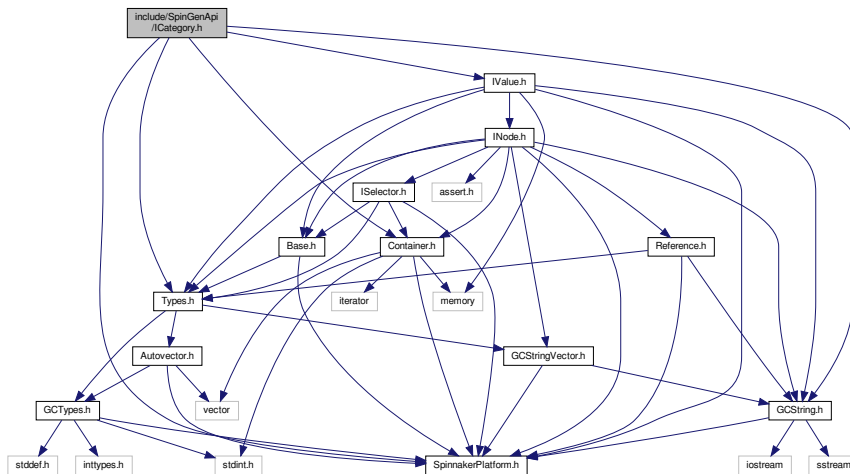 include/SpinGenApi
/ICategory.h
IValue.h
INode.h
ISelector.h
assert.h
Base.h
Container.h
Reference.h
Types.h
iterator
memory
Autovector.h
GCStringVector.h
GCTypes.h
vector
GCString.h
stddef.h
inttypes.h
stdint.h
SpinnakerPlatform.h
iostream
sstream